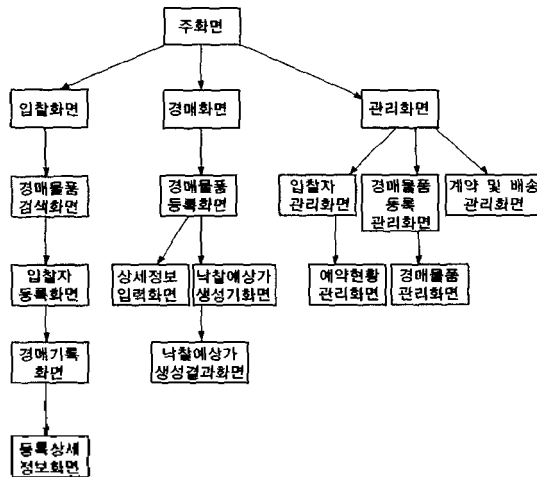 주화면
입찰화면
경매화면
관리화면
경매물품
검색화면
경매물품
등록화면
입찰자
관리화면
경매물품
등록
관리화면
계약 및 배송
관리화면
입찰자
등록화면
상세정보
입력화면
낙찰예상가
생성기화면
예약현황
관리화면
경매물품
관리화면
경매기록
화면
낙찰예상가
생성결과화면
등록상세
정보화면